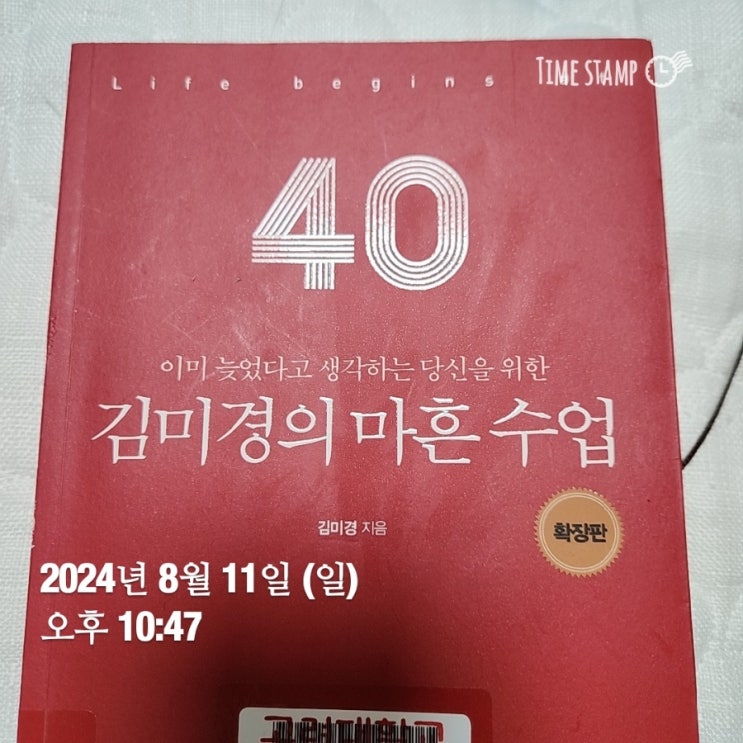 Life begins
TIME STAMP
40
이미 늦었다고 생각하는 당신을 위한
김미경의 마흔 수업
김미경 지음
확장판
2024년 8월 11일 (일)
오후 10:47